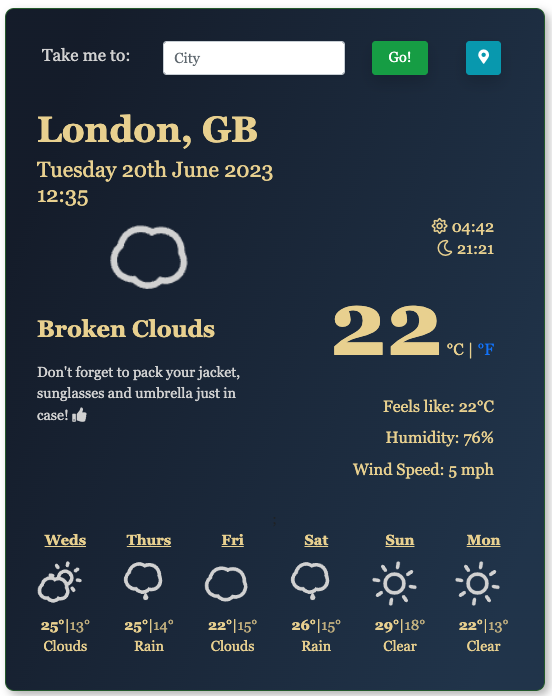 Take me to: City Go!
London, GB
Tuesday 20th June 2023
12:35
04:42
21:21
Broken Clouds
22 °C | °F
Don't forget to pack your jacket,
sunglasses and umbrella just in
case!
Feels like: 22°C
Humidity: 76%
Wind Speed: 5 mph
Weds Thurs Fri Sat Sun Mon
25°|13° 25°|14° 22°|15° 26°|15° 29°|18° 22°|13°
Clouds Rain Clouds Rain Clear Clear